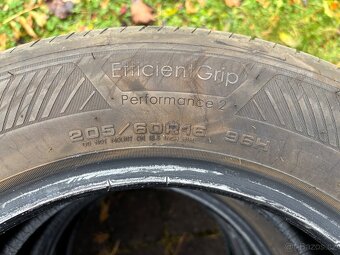 EfficientGrip
Performance 2
205/60R16 96H